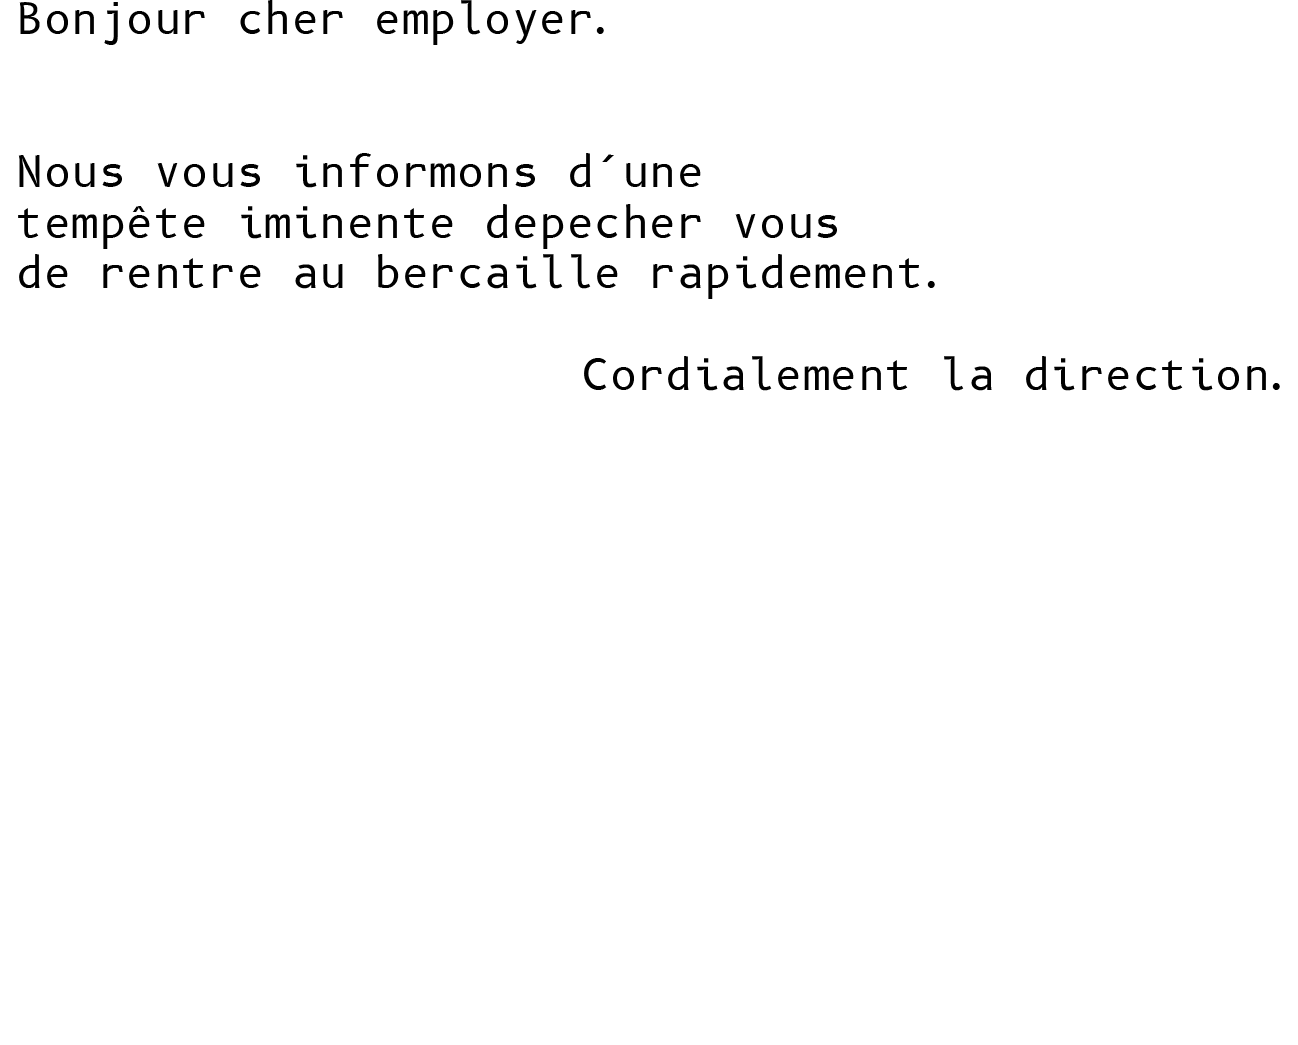 Bonjour cher employer.
Nous vous informons d´une
tempête iminente depecher vous
de rentre au bercaille rapidement.
Cordialement la direction.